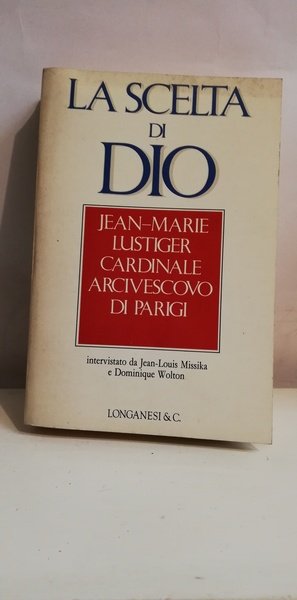 LA SCELTA
DI
DIO
JEAN-MARIE
LUSTIGER
CARDINALE
ARCIVESCOVO
DI PARIGI
intervistato da Jean-Louis Missika
e Dominique Wolton
LONGANESI & C.